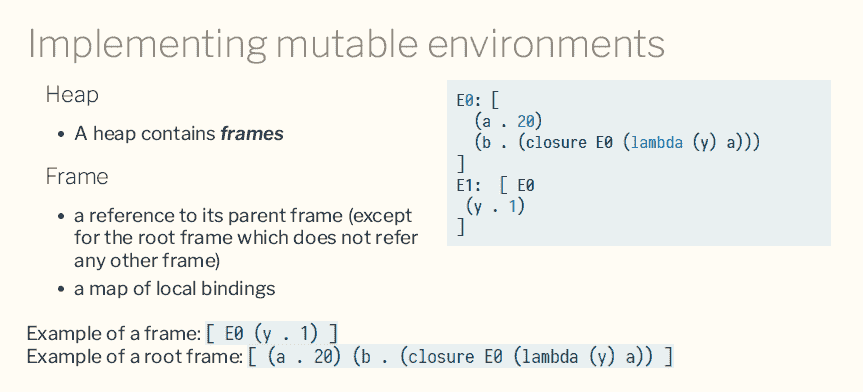 Implementing mutable environments
Heap
• A heap contains frames
Frame
• a reference to its parent frame (except
for the root frame which does not refer
any other frame)
• a map of local bindings
E0: [
(a . 20)
(b . (closure E0 (lambda (y) a)))
]
E1: [ E0
(y . 1)
]
Example of a frame: [ E0 (y . 1) ]
Example of a root frame: [ (a . 20) (b . (closure E0 (lambda (y) a)) ]